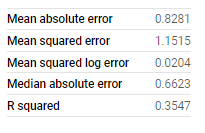 Mean absolute error 0.8281
Mean squared error 1.1515
Mean squared log error 0.0204
Median absolute error 0.6623
R squared 0.3547